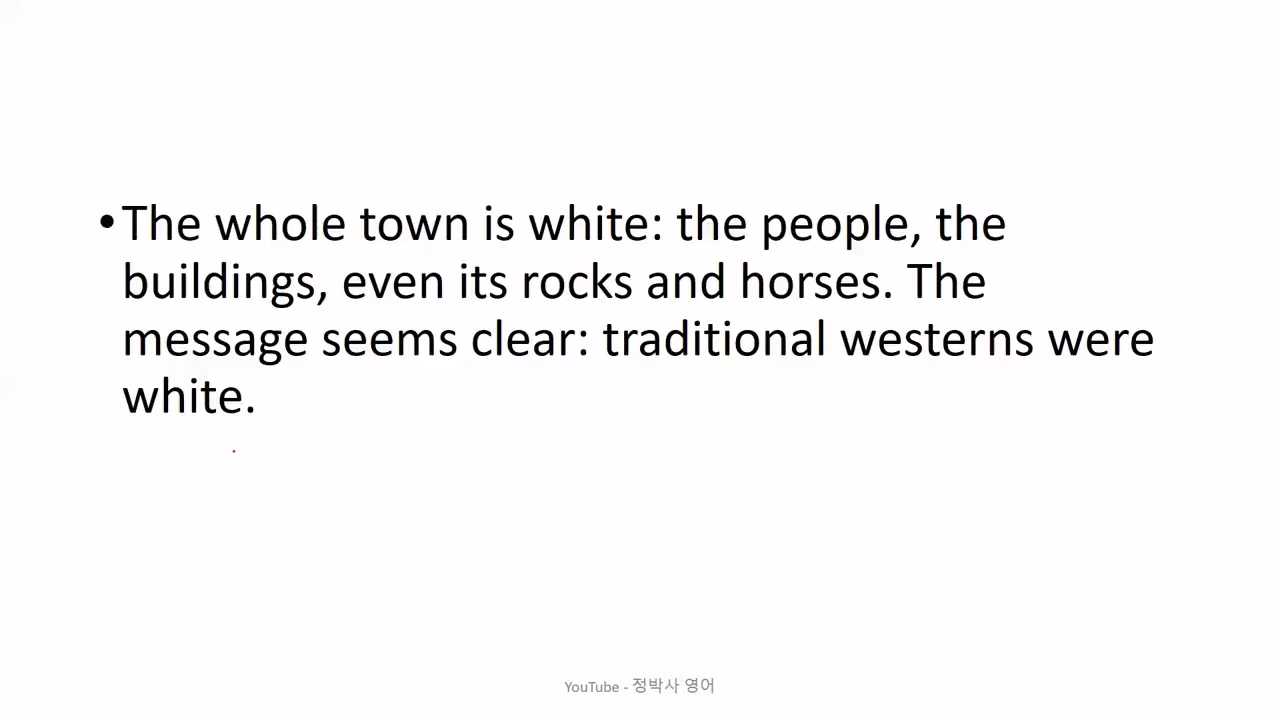 •The whole town is white: the people, the
buildings, even its rocks and horses. The
message seems clear: traditional westerns were
white.
YouTube - 정박사 영어